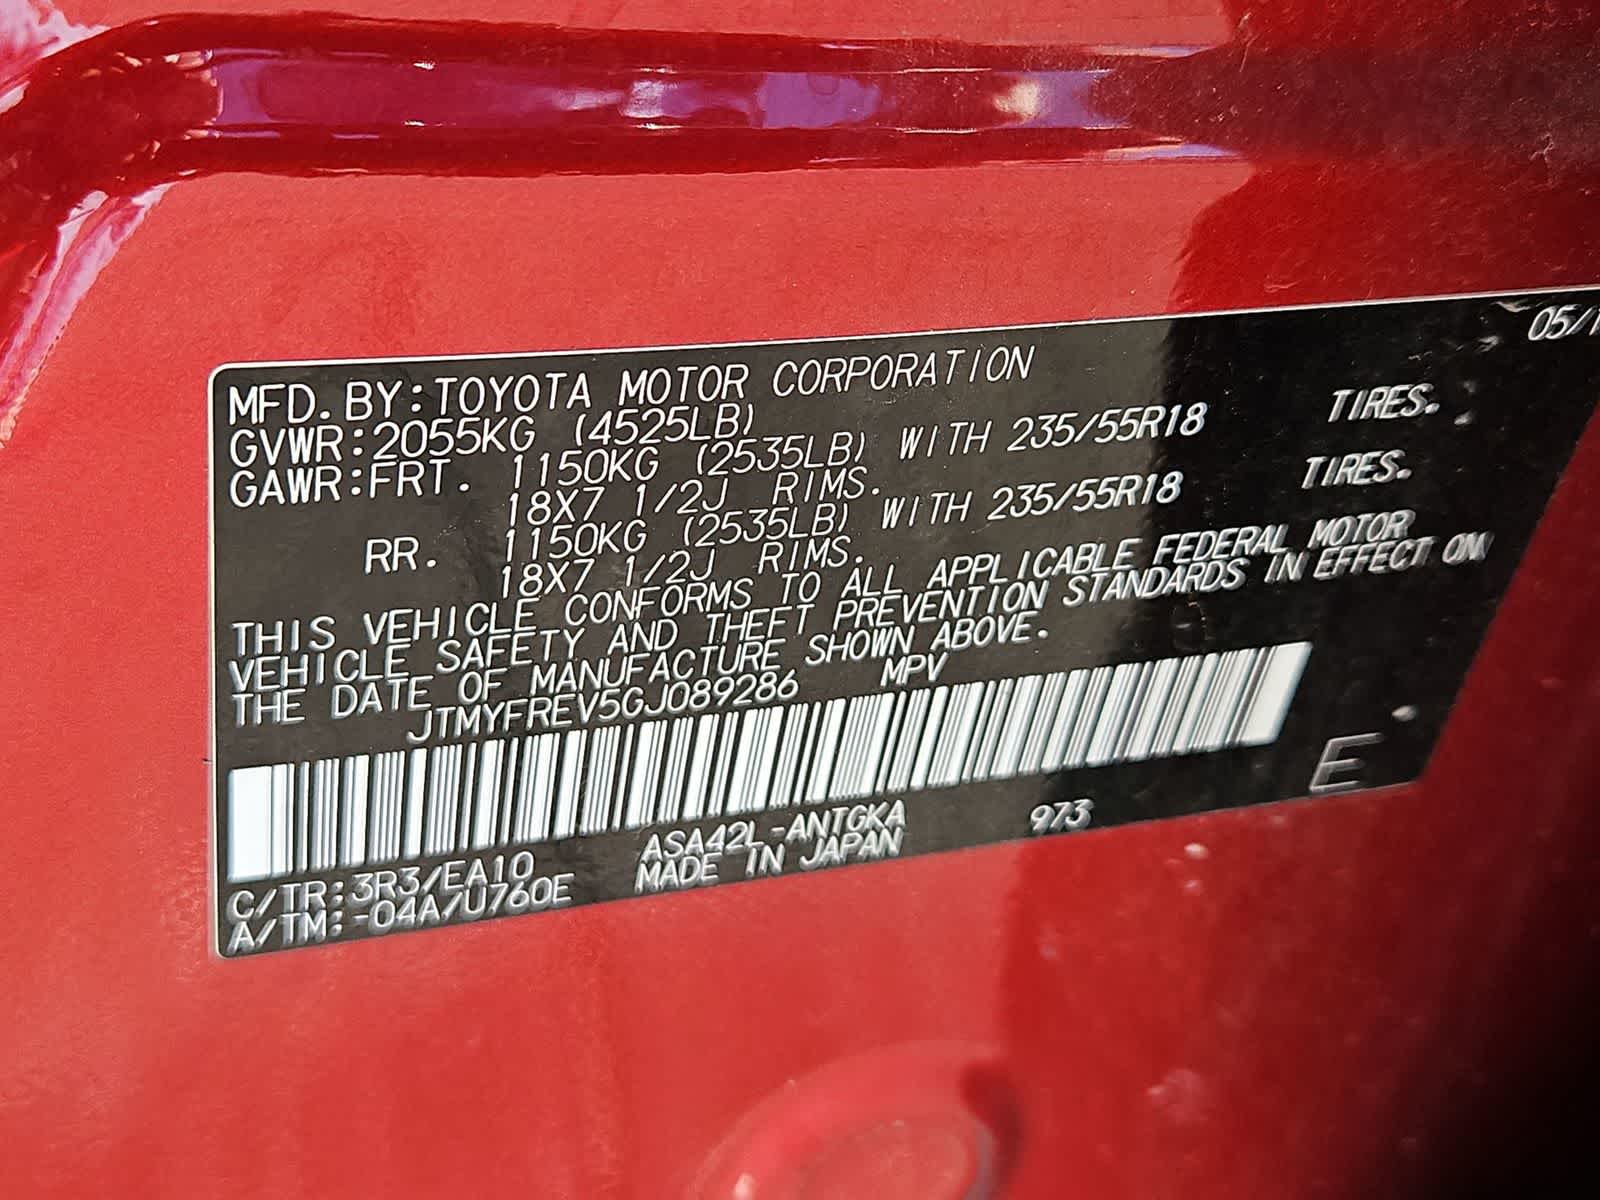 05/1
MFD.BY:TOYOTA MOTOR CORPORATION
GVWR:2055KG (4525LB)
GAWR:FRT. 1150KG (2535LB) WITH 235/55R18 TIRES.
18X7 1/2J RIMS.
RR. 1150KG (2535LB) WITH 235/55R18 TIRES.
18X7 1/2J RIMS.
THIS VEHICLE CONFORMS TO ALL APPLICABLE FEDERAL MOTOR
VEHICLE SAFETY AND THEFT PREVENTION STANDARDS IN EFFECT ON
THE DATE OF MANUFACTURE SHOWN ABOVE.
JTMYFREV5GJ089286 MPV
E
C/TR:3R3/EA10 ASA42L-ANTGKA 973
A/TM:-04A/U760E MADE IN JAPAN